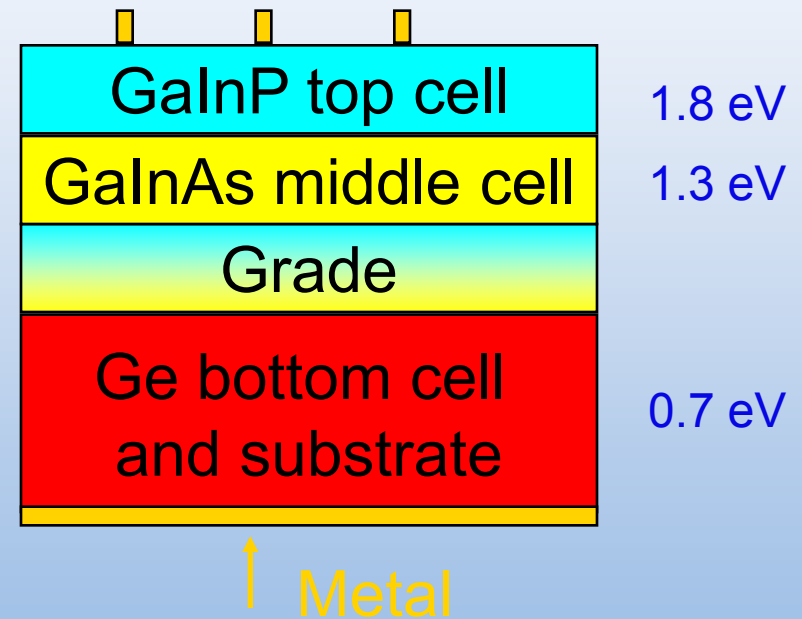 GaInP top cell
1.8 eV
GaInAs middle cell
1.3 eV
Grade
Ge bottom cell
and substrate
0.7 eV
Metal